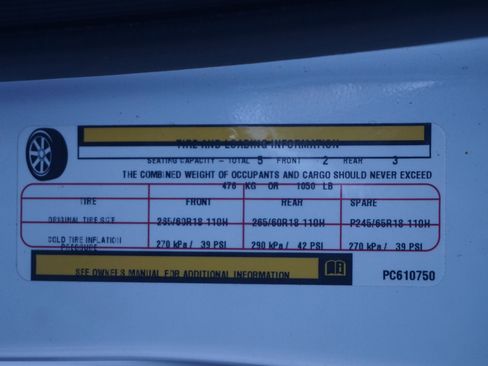 TIRE AND LOADING INFORMATION
SEATING CAPACITY - TOTAL 5 FRONT 2 REAR 3
THE COMBINED WEIGHT OF OCCUPANTS AND CARGO SHOULD NEVER EXCEED
476 KG OR 1050 LB
TIRE FRONT REAR SPARE
ORIGINAL TIRE SIZE 265/60R18 110H 265/60R18 110H P245/65R18 110H
COLD TIRE INFLATION PRESSURE 270 kPa / 39 PSI 290 kPa / 42 PSI 270 kPa / 39 PSI
SEE OWNERS MANUAL FOR ADDITIONAL INFORMATION
PC610750